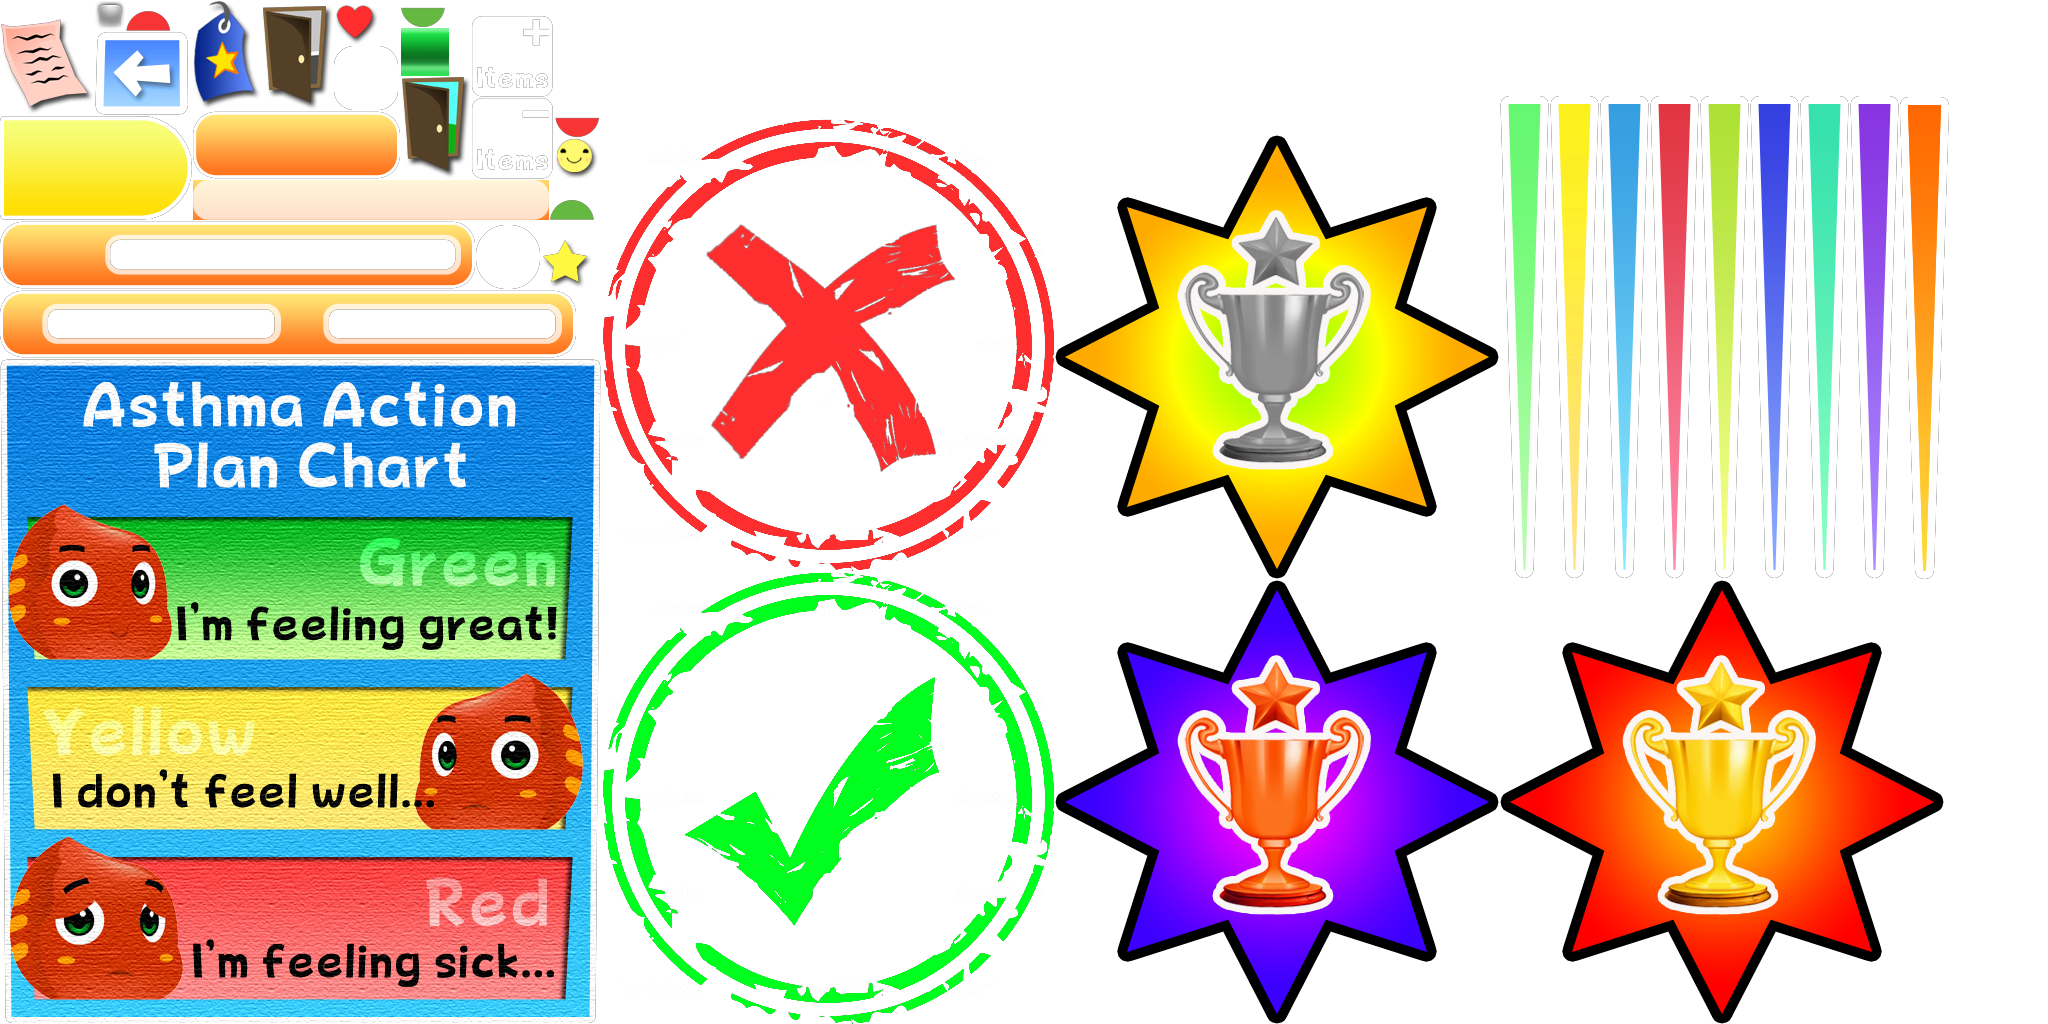 +
Items
−
Items
Asthma Action
Plan Chart
Green
I'm feeling great!
Yellow
I don't feel well...
Red
I'm feeling sick...